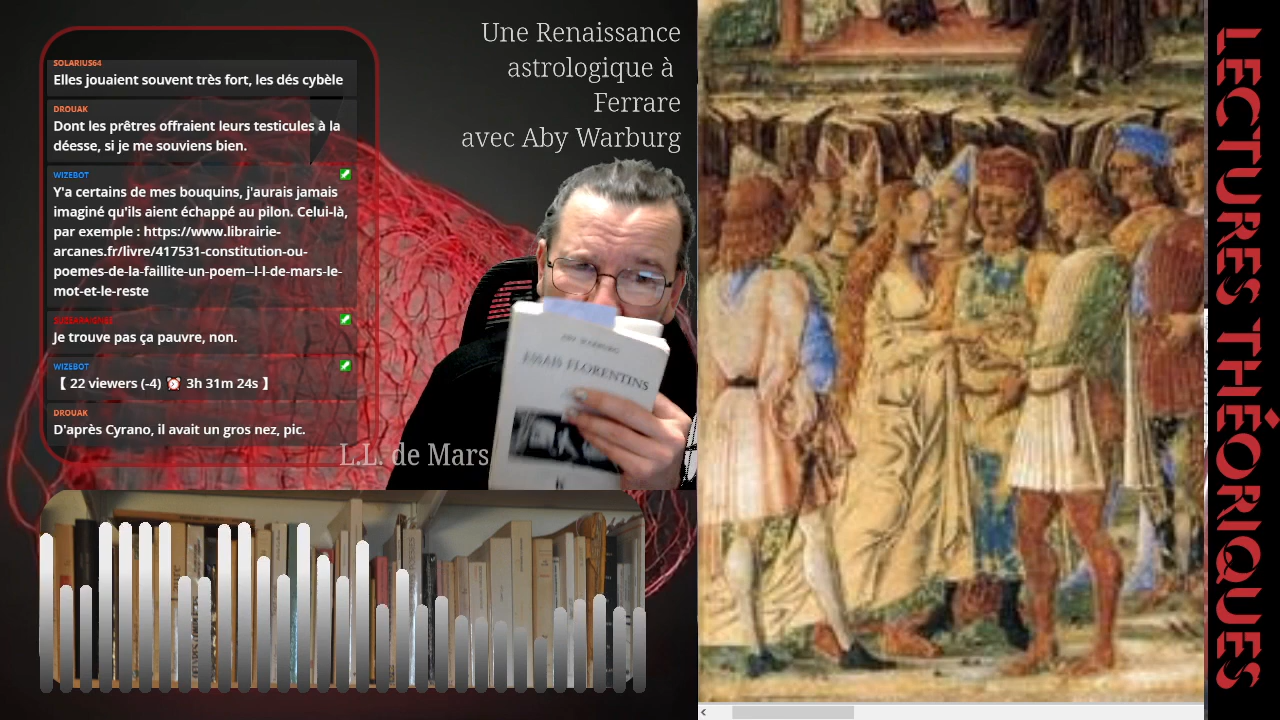 SOLARIUS64
Elles jouaient souvent très fort, les dés cybèle
DROUAK
Dont les prêtres offraient leurs testicules à la
déesse, si je me souviens bien.
WIZEBOT
Y'a certains de mes bouquins, j'aurais jamais
imaginé qu'ils aient échappé au pilon. Celui-là,
par exemple : https://www.librairie-
arcanes.fr/livre/417531-constitution-ou-
poemes-de-la-faillite-un-poem--l-l-de-mars-le-
mot-et-le-reste
Je trouve pas ça pauvre, non.
WIZEBOT
【 22 viewers (-4) ⏰ 3h 31m 24s 】
DROUAK
D'après Cyrano, il avait un gros nez, pic.
Une Renaissance
astrologique à
Ferrare
avec Aby Warburg
ABY WARBURG
ESSAIS FLORENTINS
L.L. de Mars
LECTURES THÉORIQUES